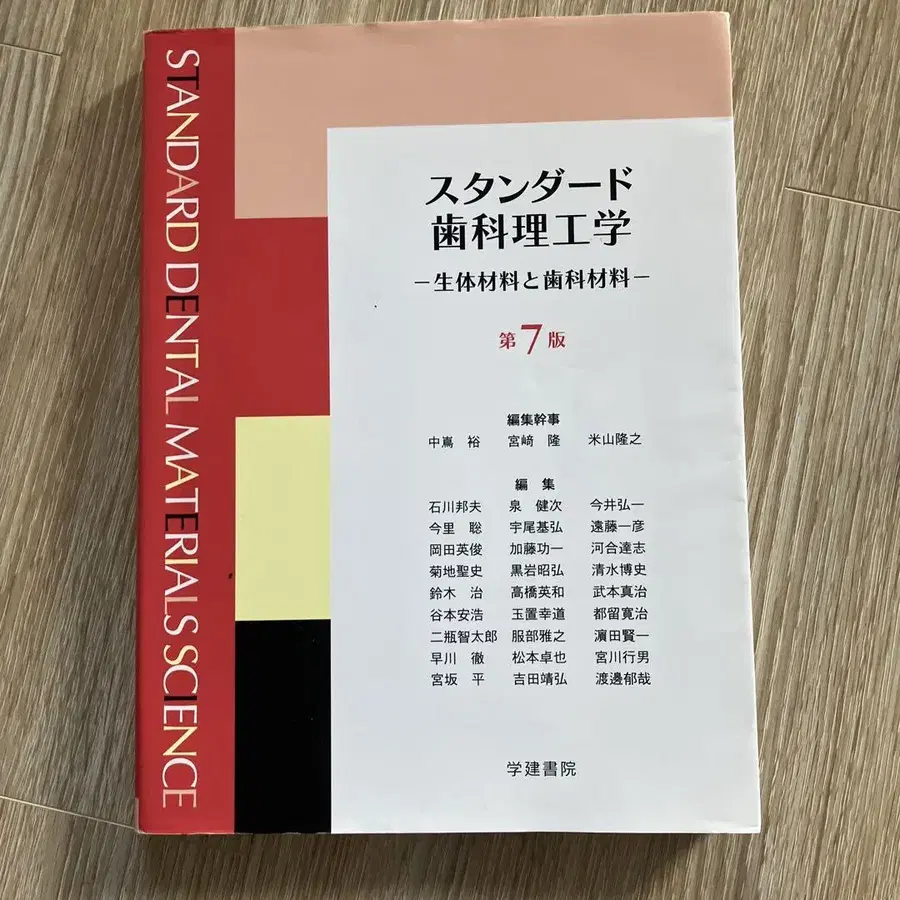 STANDARD DENTAL MATERIALS SCIENCE
スタンダード
歯科理工学
−生体材料と歯科材料−
第7版
編集幹事
中嶌 裕 宮﨑 隆 米山隆之
編 集
石川邦夫 泉 健次 今井弘一
今里 聡 宇尾基弘 遠藤一彦
岡田英俊 加藤功一 河合達志
菊地聖史 黒岩昭弘 清水博史
鈴木 治 高橋英和 武本真治
谷本安浩 玉置幸道 都留寛治
二瓶智太郎 服部雅之 濵田賢一
早川 徹 松本卓也 宮川行男
宮坂 平 吉田靖弘 渡邊郁哉
学建書院